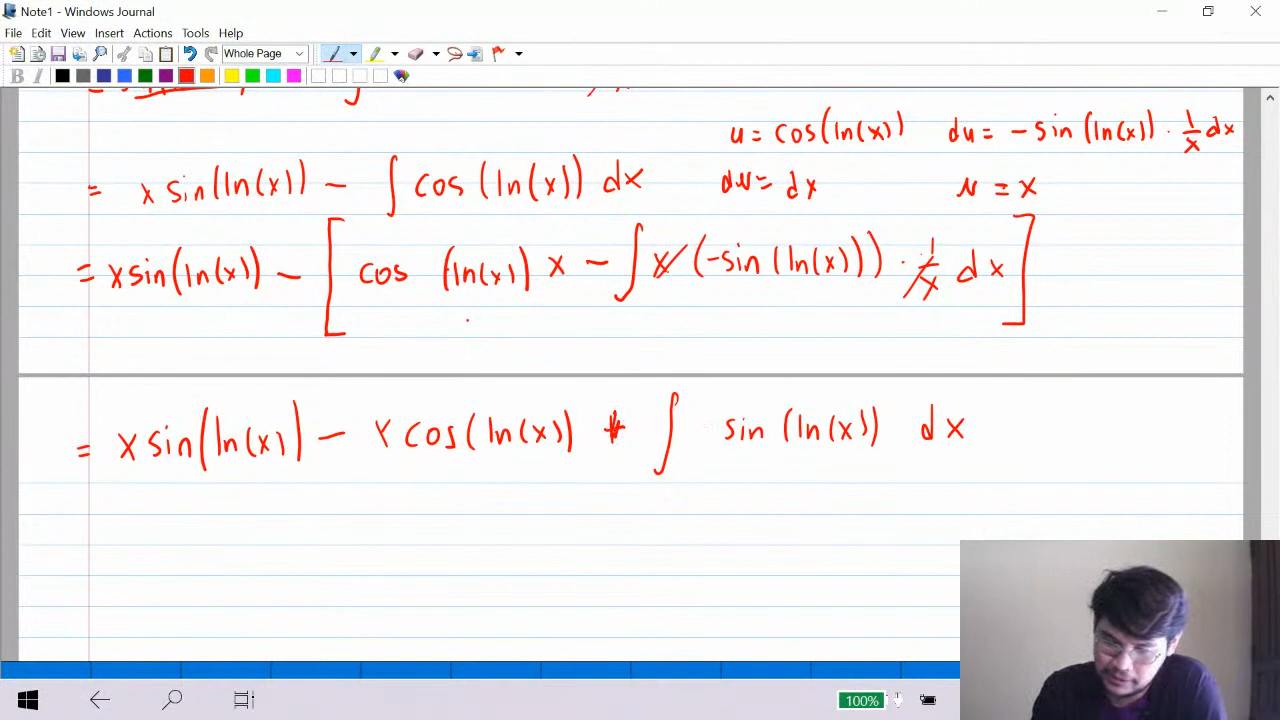 Note1 - Windows Journal
File Edit View Insert Actions Tools Help
Whole Page
B I
u = cos(ln(x)) du = -sin(ln(x)) · 1/x dx
= x sin(ln(x)) - ∫ cos(ln(x)) dx dv = dx v = x
= x sin(ln(x)) - [ cos (ln(x)) x - ∫ x (-sin(ln(x))) · 1/x dx ]
= x sin(ln(x)) - x cos(ln(x)) + ∫ sin(ln(x)) dx
100%